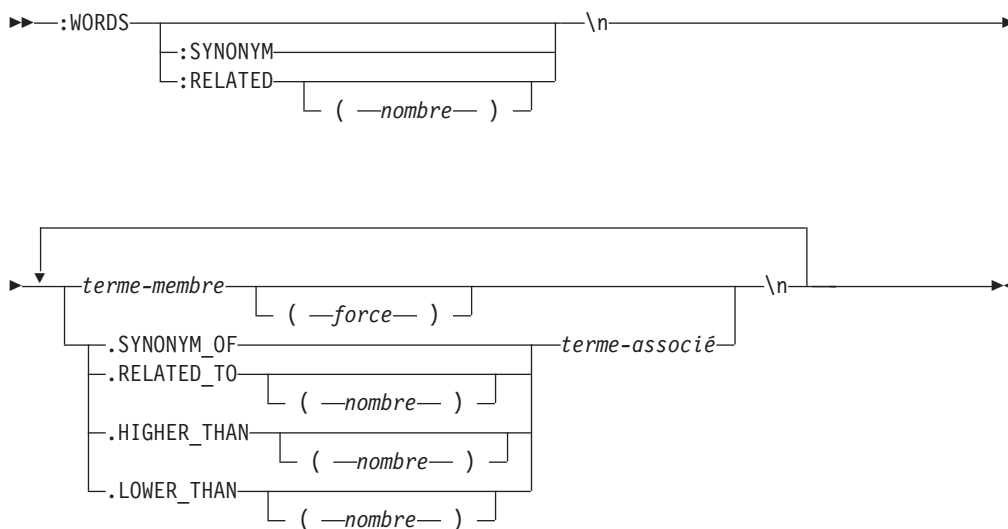 :WORDS \n
:SYNONYM
:RELATED
( nombre )
terme-membre \n
( force )
.SYNONYM_OF terme-associé
.RELATED_TO
( nombre )
.HIGHER_THAN
( nombre )
.LOWER_THAN
( nombre )